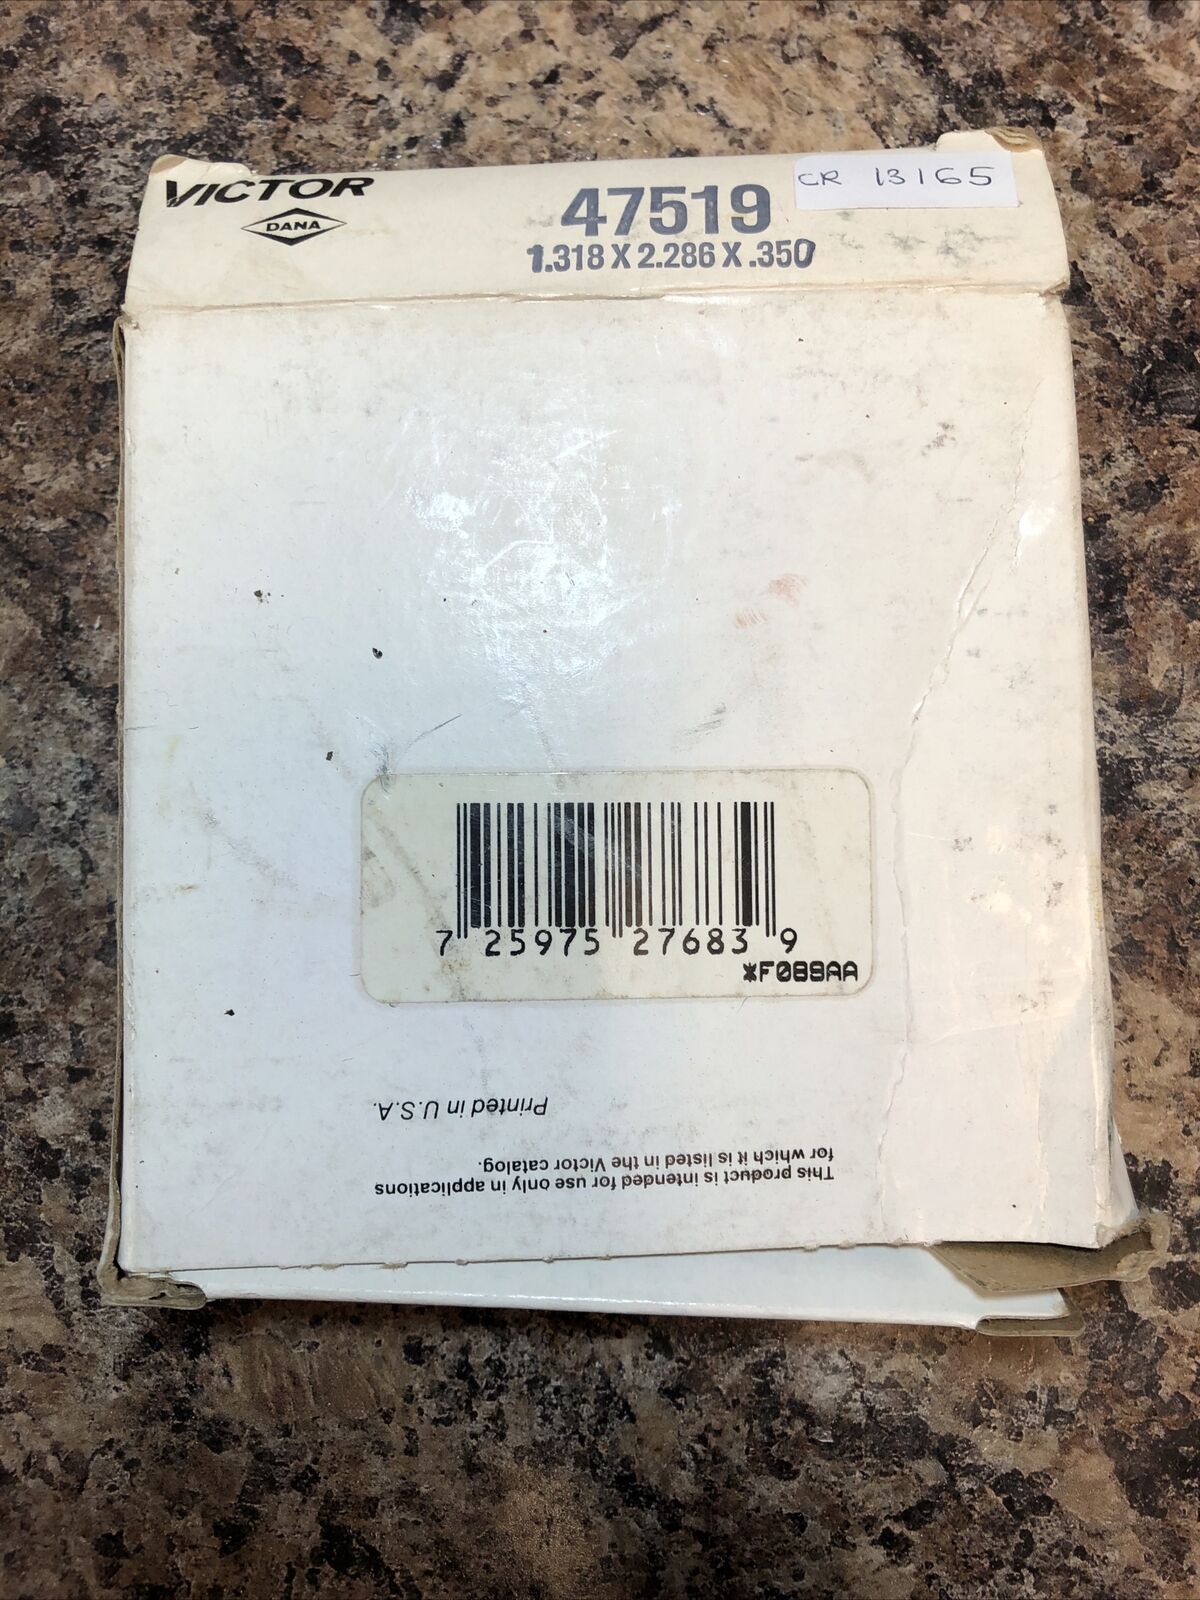 VICTOR
DANA
47519
1.318 X 2.286 X .350
CR 13165
7 25975 27683 9
*F089AA
Printed in U.S.A.
This product is intended for use only in applications
for which it is listed in the Victor catalog.